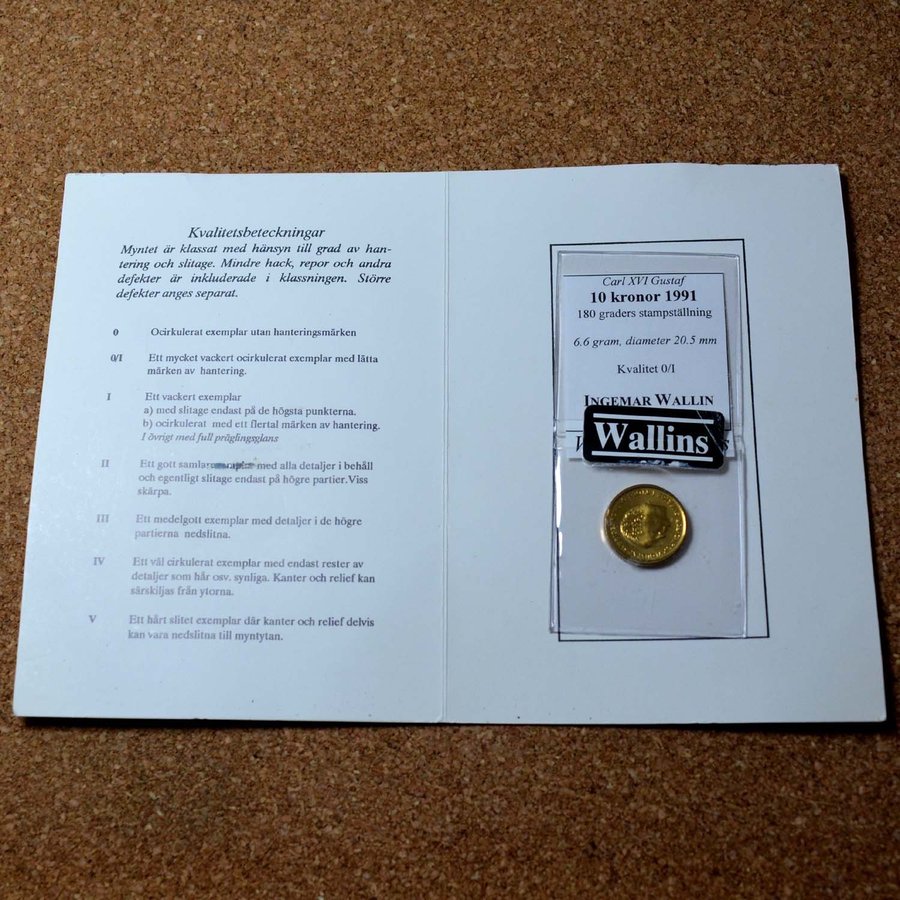 Kvalitetsbeteckningar
Myntet är klassat med hänsyn till grad av han-
tering och slitage. Mindre hack, repor och andra
defekter är inkluderade i klassningen. Större
defekter anges separat.
0 Ocirkulerat exemplar utan hanteringsmärken
0/I Ett mycket vackert ocirkulerat exemplar med lätta
märken av hantering.
I Ett vackert exemplar
a) med slitage endast på de högsta punkterna.
b) ocirkulerat med ett flertal märken av hantering.
I övrigt med full präglingsglans
II Ett gott med alla detaljer i behåll
och egentligt slitage endast på högre partier.Viss
skärpa.
III Ett medelgott exemplar med detaljer i de högre
partierna nedslitna.
IV Ett väl cirkulerat exemplar med endast rester av
detaljer som hår osv. synliga. Kanter och relief kan
särskiljas från ytorna.
V Ett hårt slitet exemplar där kanter och relief delvis
kan vara nedslitna till myntytan.
Carl XVI Gustaf
10 kronor 1991
180 graders stampställning
6.6 gram, diameter 20.5 mm
Kvalitet 0/I
INGEMAR WALLIN
Wallins